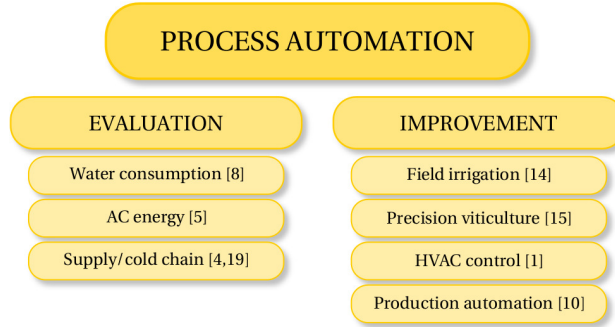 PROCESS AUTOMATION
EVALUATION
Water consumption [8]
AC energy [5]
Supply/cold chain [4,19]
IMPROVEMENT
Field irrigation [14]
Precision viticulture [15]
HVAC control [1]
Production automation [10]